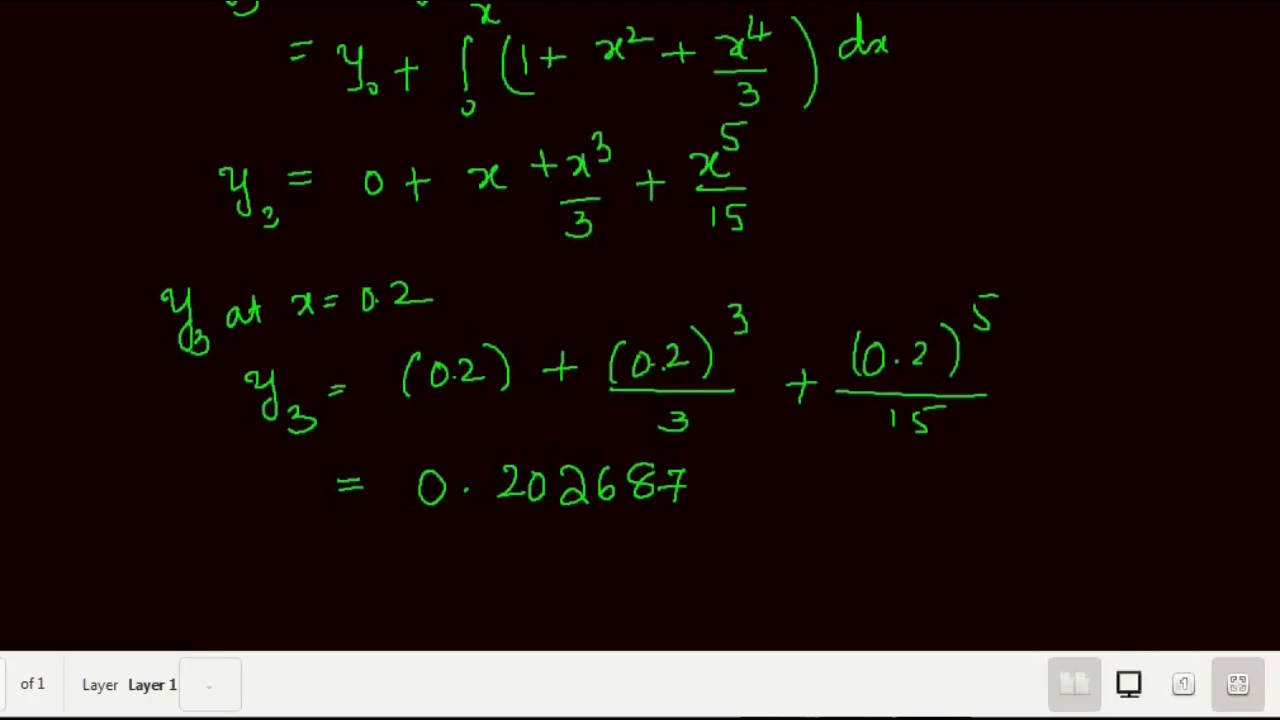 = y₀ + ∫₀ˣ (1 + x² + x⁴/3) dx
y₃ = 0 + x + x³/3 + x⁵/15
y₃ at x = 0.2
y₃ = (0.2) + (0.2)³/3 + (0.2)⁵/15
= 0.202687
of 1 Layer Layer 1